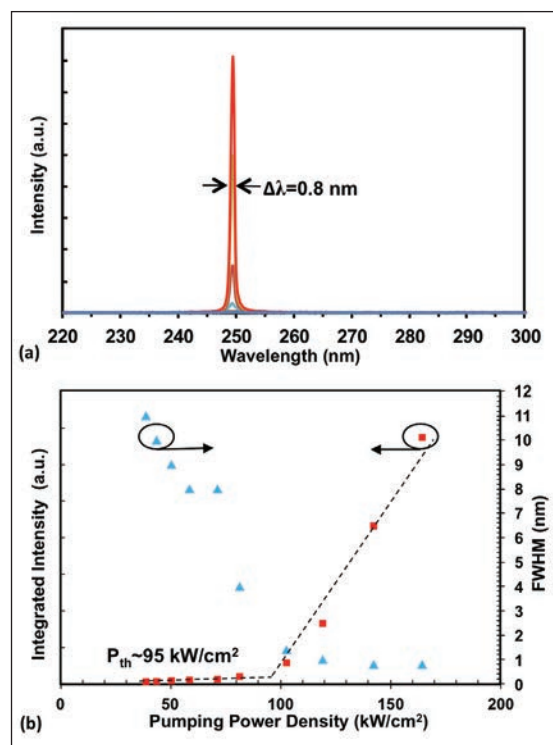 Intensity (a.u.)
Δλ=0.8 nm
220 230 240 250 260 270 280 290 300
(a)
Wavelength (nm)
Integrated Intensity (a.u.)
P_th~95 kW/cm²
12
11
10
9
8
7
6
5
4
3
2
1
0
FWHM (nm)
0 50 100 150 200
(b)
Pumping Power Density (kW/cm²)